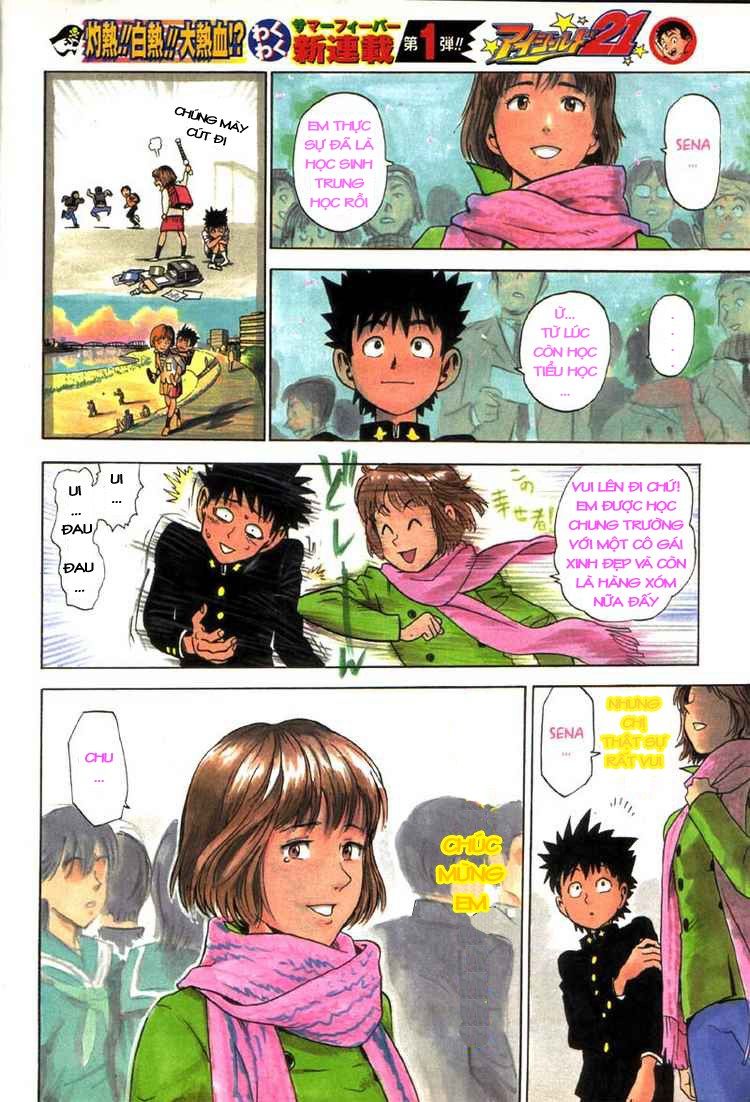 灼熱!!白熱!!大熱血!?
わくわく
サマーフィーバー
新連載
第1弾!!
アイシールド21
SENA
...
EM THỰC
SỰ ĐÃ LÀ
HỌC SINH
TRUNG
HỌC RỒI
CHÚNG MÀY
CÚT ĐI
. . . .
Ừ...
TỪ LÚC
CÒN HỌC
TIỂU HỌC
...
VUI LÊN ĐI CHỨ!
EM ĐƯỢC HỌC
CHUNG TRƯỜNG
VỚI MỘT CÔ GÁI
XINH ĐẸP VÀ CÒN
LÀ HÀNG XÓM
NỮA ĐẤY
この
幸せ者!
どしーん
UI
...
UI
...
ĐAU
...
ĐAU
...
NHƯNG
CHỊ
THẬT SỰ
RẤT VUI
SENA
...
CHÚC
MỪNG
EM
CHU
...